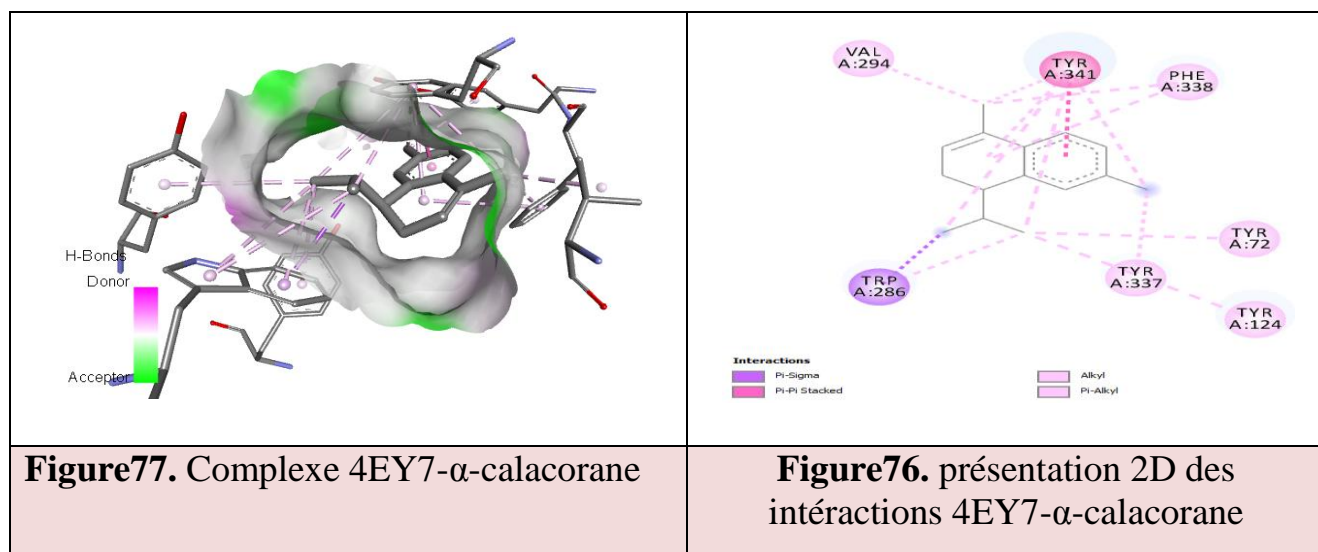 H-Bonds
Donor
Acceptor
VAL
A:294
TYR
A:341
PHE
A:338
TYR
A:72
TYR
A:337
TRP
A:286
TYR
A:124
Interactions
Pi-Sigma
Pi-Pi Stacked
Alkyl
Pi-Alkyl
Figure77. Complexe 4EY7-α-calacorane
Figure76. présentation 2D des
intéractions 4EY7-α-calacorane